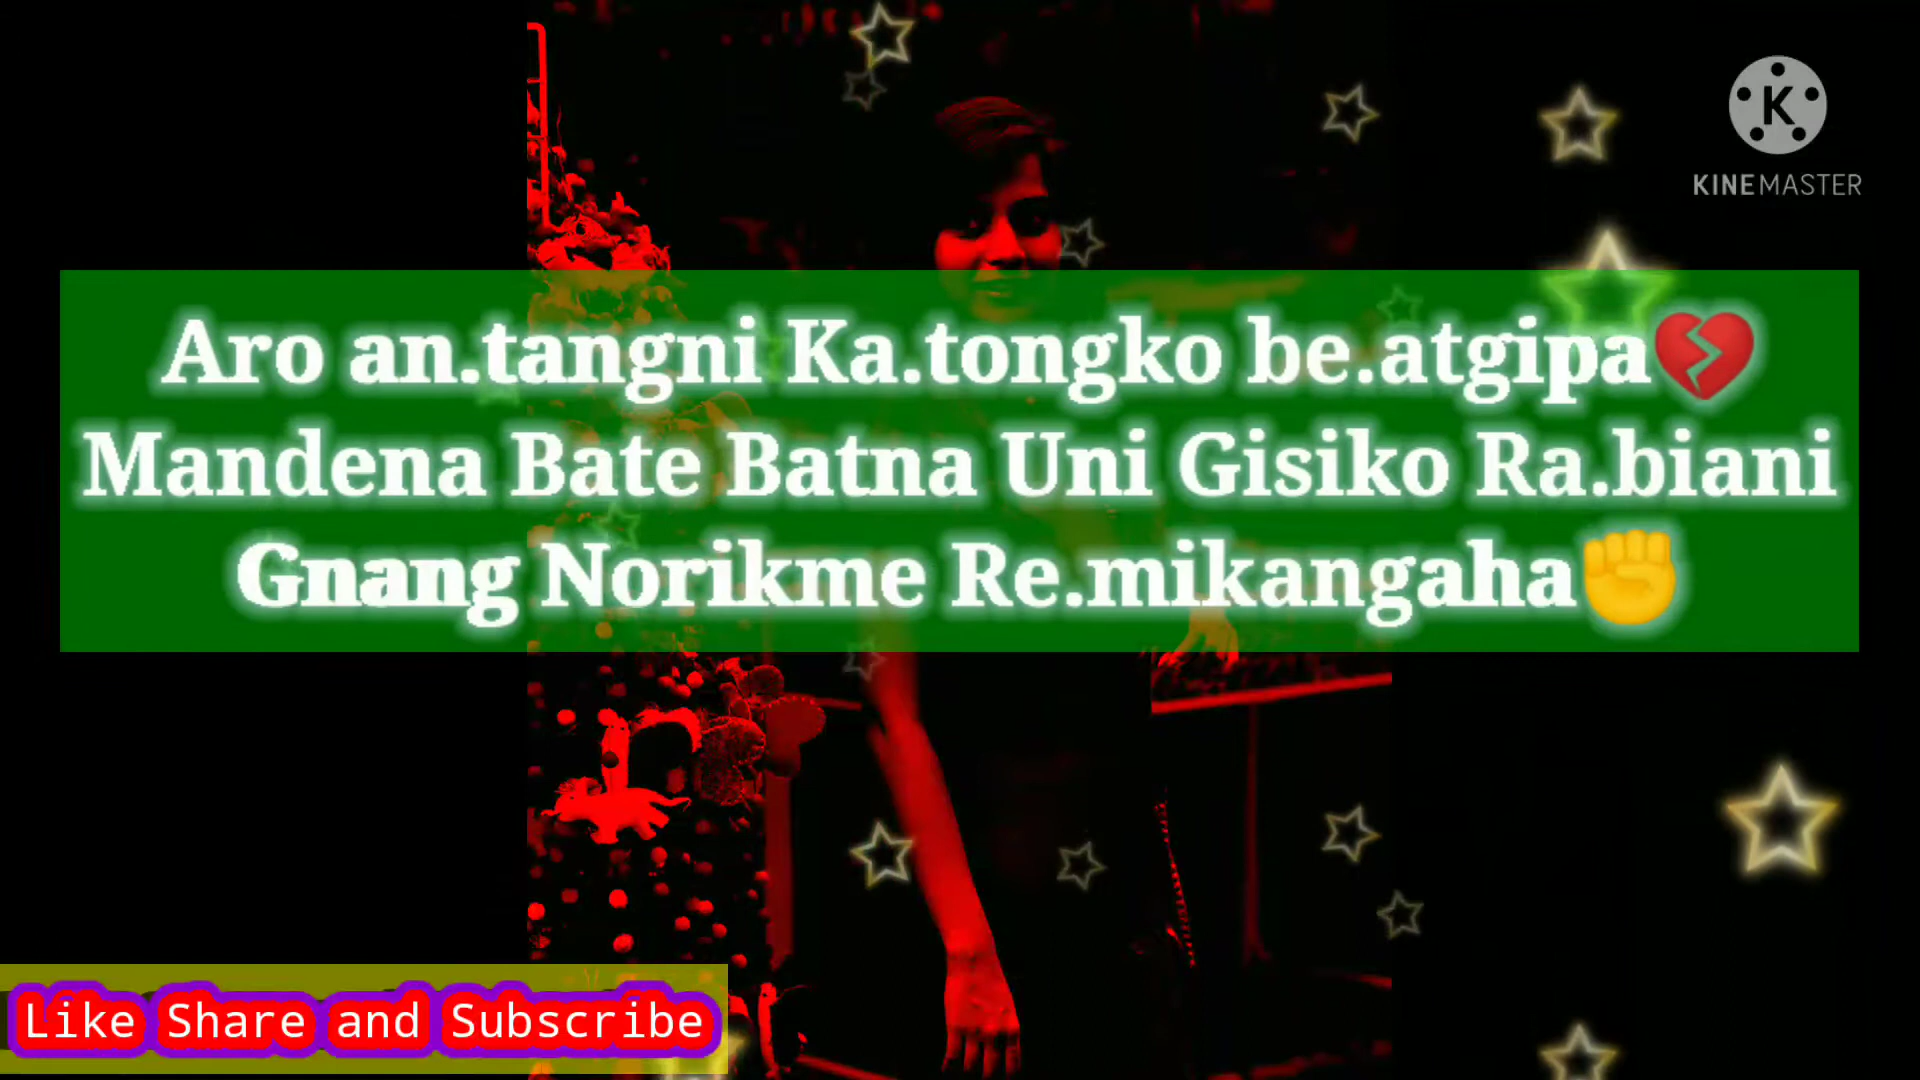 KINEMASTER
Aro an.tangni Ka.tongko be.atgipa💔
Mandena Bate Batna Uni Gisiko Ra.biani
Gnang Norikme Re.mikangaha✊
Like Share and Subscribe